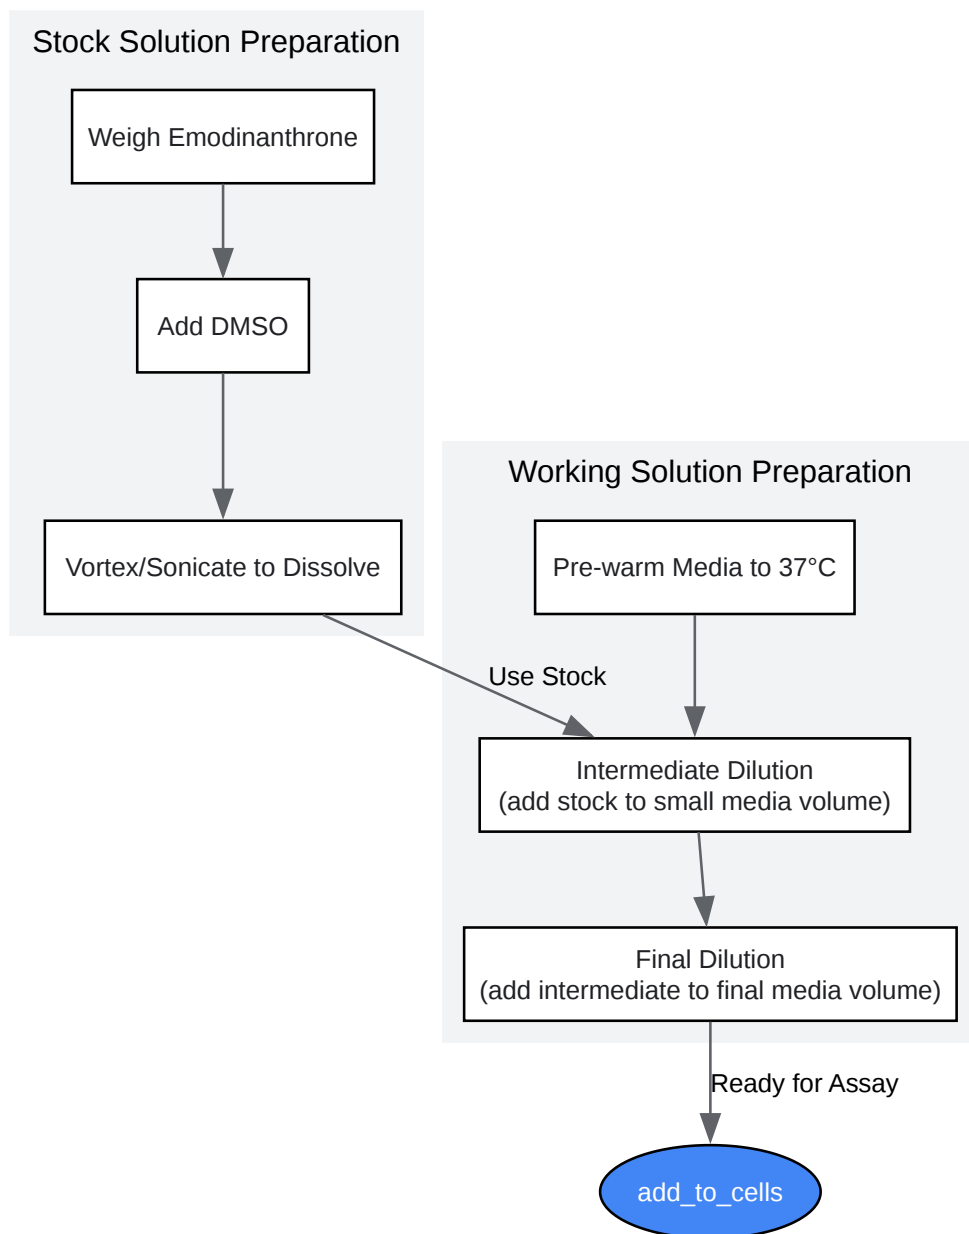 Stock Solution Preparation
Weigh Emodinanthrone
Add DMSO
Vortex/Sonicate to Dissolve
Working Solution Preparation
Pre-warm Media to 37°C
Use Stock
Intermediate Dilution
(add stock to small media volume)
Final Dilution
(add intermediate to final media volume)
Ready for Assay
add_to_cells